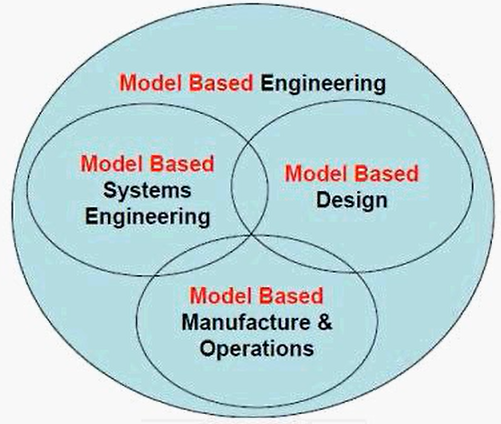 Model Based Engineering
Model Based
Systems
Engineering
Model Based
Design
Model Based
Manufacture &
Operations